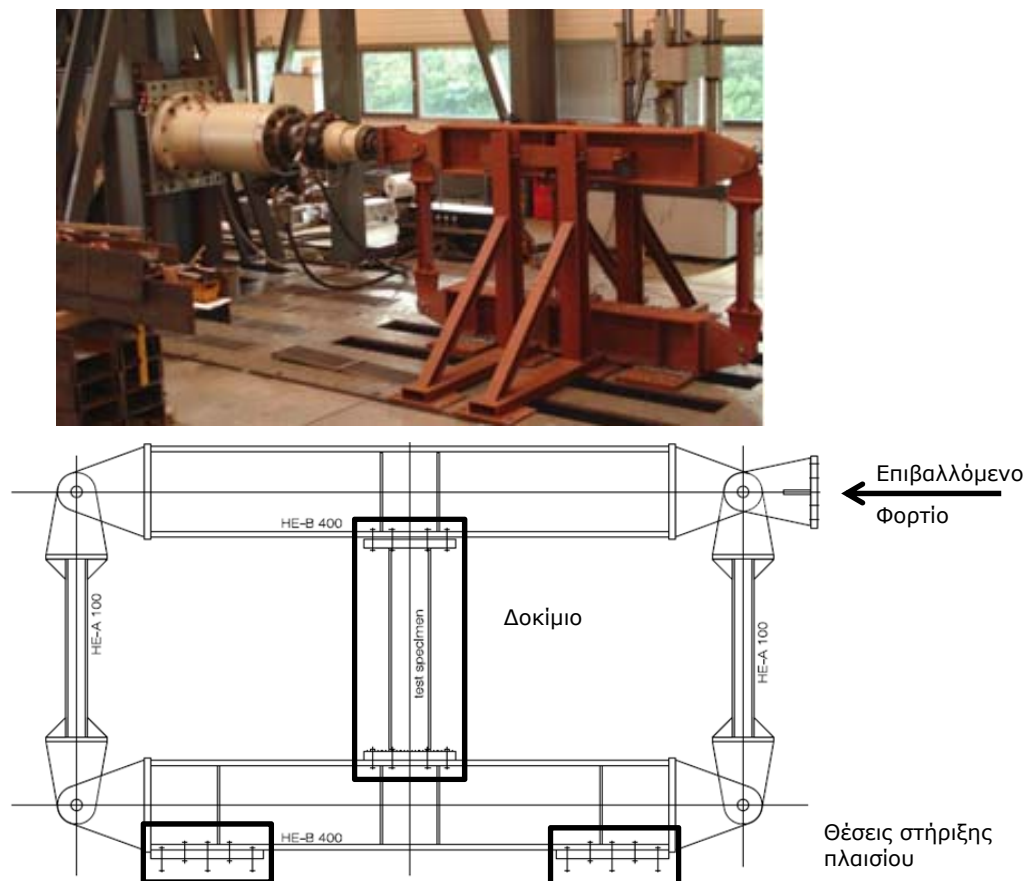 Επιβαλλόμενο
Φορτίο
HE-B 400
Δοκίμιο
HE-A 100
test specimen
HE-A 100
HE-B 400
Θέσεις στήριξης
πλαισίου